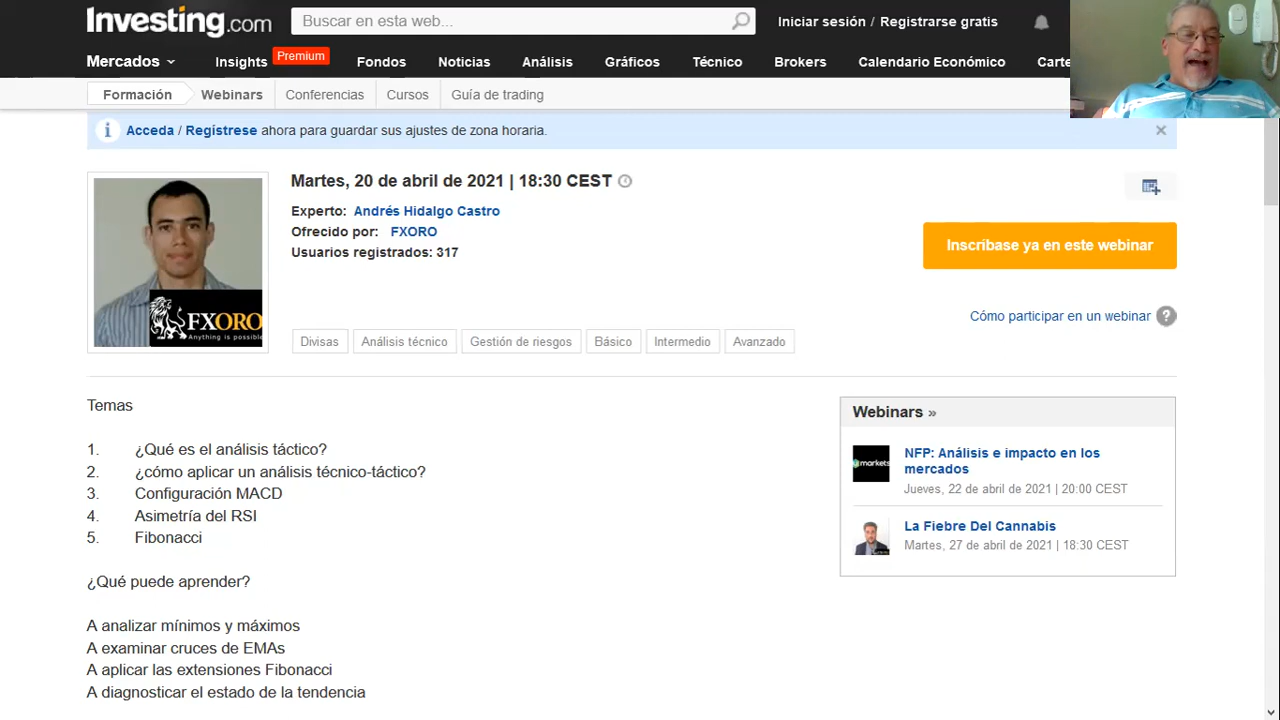 Investing.com
Buscar en esta web...
Iniciar sesión / Registrarse gratis
Mercados
Insights
Premium
Fondos
Noticias
Análisis
Gráficos
Técnico
Brokers
Calendario Económico
Carte
Formación
Webinars
Conferencias
Cursos
Guía de trading
Acceda / Regístrese ahora para guardar sus ajustes de zona horaria.
Martes, 20 de abril de 2021 | 18:30 CEST
Experto: Andrés Hidalgo Castro
Ofrecido por: FXORO
Usuarios registrados: 317
FXORO
Anything is possible
Inscríbase ya en este webinar
Cómo participar en un webinar ?
Divisas
Análisis técnico
Gestión de riesgos
Básico
Intermedio
Avanzado
Temas
1. ¿Qué es el análisis táctico?
2. ¿cómo aplicar un análisis técnico-táctico?
3. Configuración MACD
4. Asimetría del RSI
5. Fibonacci
¿Qué puede aprender?
A analizar mínimos y máximos
A examinar cruces de EMAs
A aplicar las extensiones Fibonacci
A diagnosticar el estado de la tendencia
Webinars »
markets
NFP: Análisis e impacto en los
mercados
Jueves, 22 de abril de 2021 | 20:00 CEST
La Fiebre Del Cannabis
Martes, 27 de abril de 2021 | 18:30 CEST